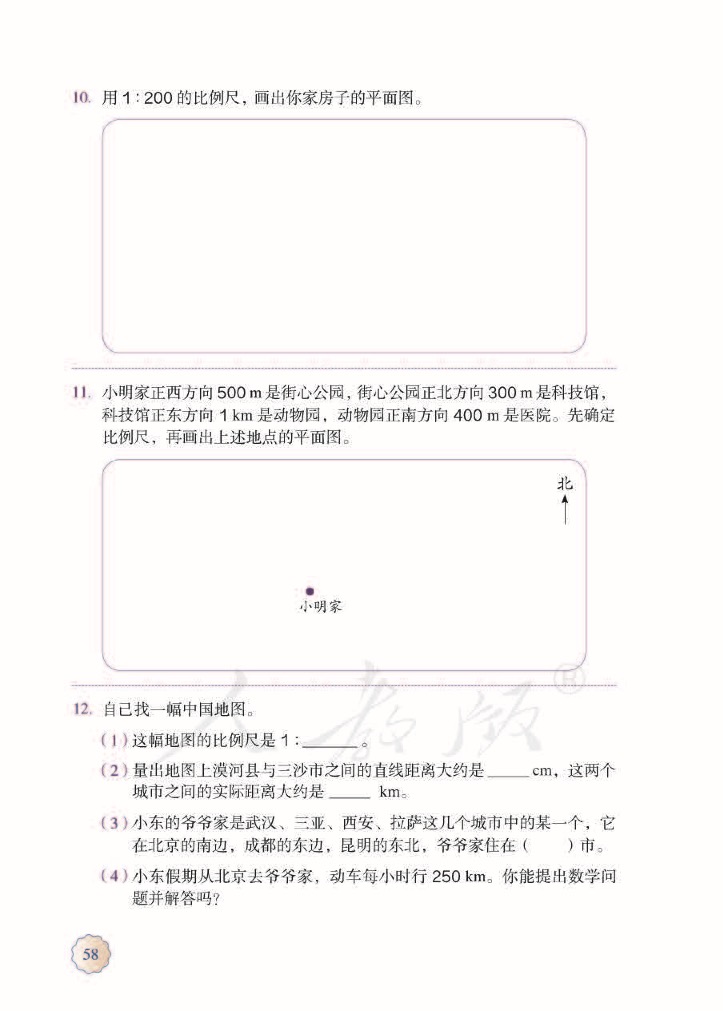 10. 用 1∶200 的比例尺，画出你家房子的平面图。
11. 小明家正西方向 500 m 是街心公园，街心公园正北方向 300 m 是科技馆，
科技馆正东方向 1 km 是动物园，动物园正南方向 400 m 是医院。先确定
比例尺，再画出上述地点的平面图。
北
小明家
12. 自己找一幅中国地图。
（1）这幅地图的比例尺是 1∶______。
（2）量出地图上漠河县与三沙市之间的直线距离大约是 _____ cm，这两个
城市之间的实际距离大约是 _____ km。
（3）小东的爷爷家是武汉、三亚、西安、拉萨这几个城市中的某一个，它
在北京的南边，成都的东边，昆明的东北，爷爷家住在（　　）市。
（4）小东假期从北京去爷爷家，动车每小时行 250 km。你能提出数学问
题并解答吗？
人教版®
58